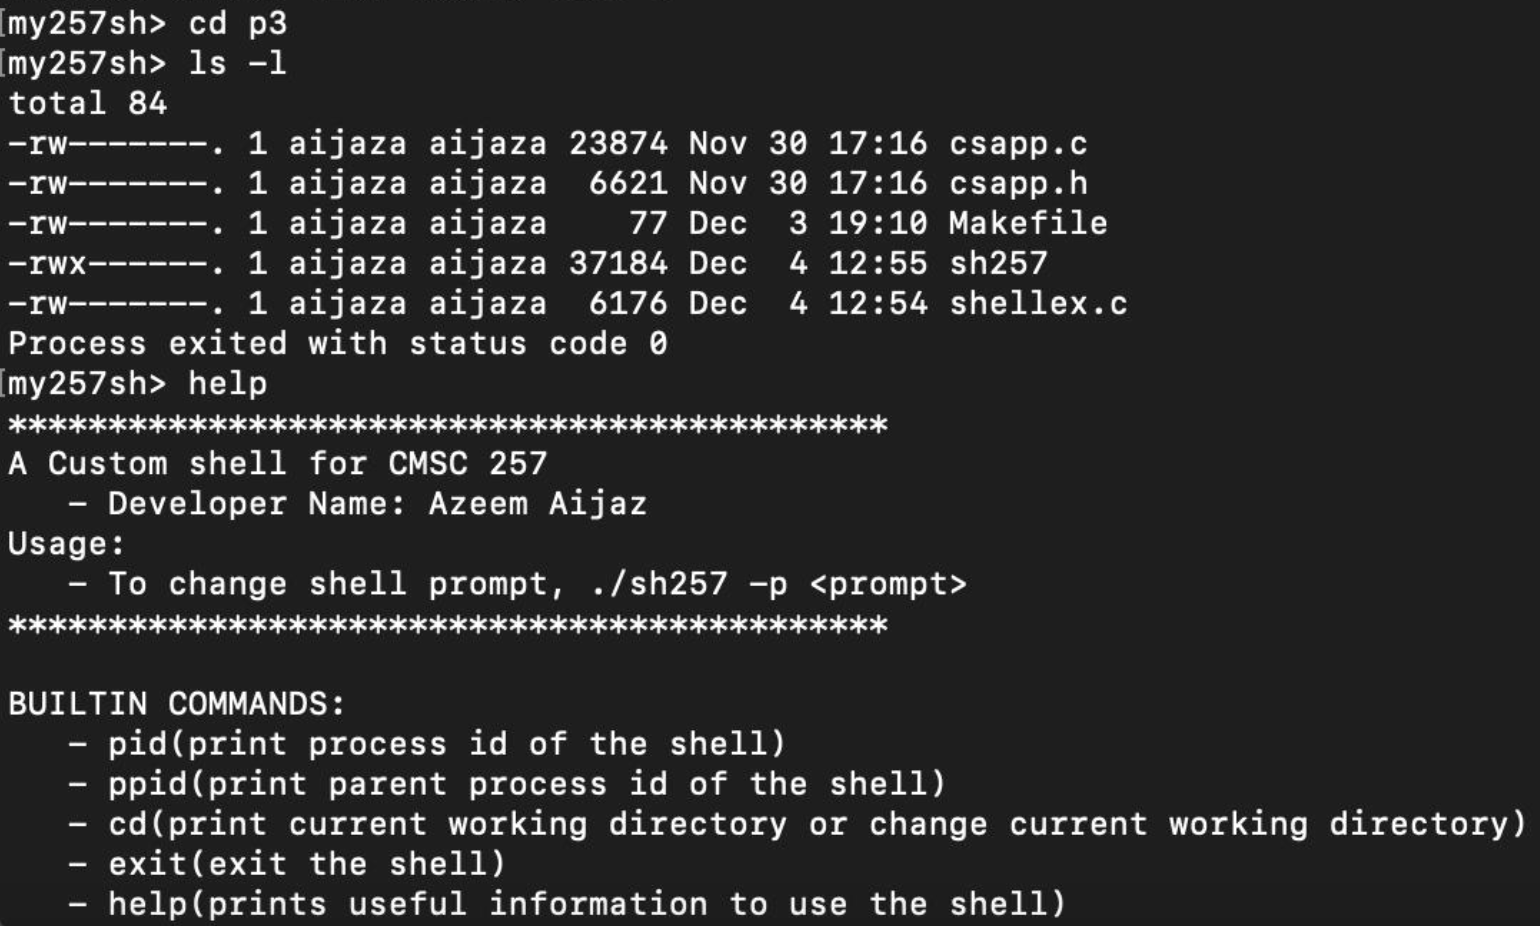 [my257sh> cd p3
[my257sh> ls -l
total 84
-rw-------. 1 aijaza aijaza 23874 Nov 30 17:16 csapp.c
-rw-------. 1 aijaza aijaza  6621 Nov 30 17:16 csapp.h
-rw-------. 1 aijaza aijaza    77 Dec  3 19:10 Makefile
-rwx------. 1 aijaza aijaza 37184 Dec  4 12:55 sh257
-rw-------. 1 aijaza aijaza  6176 Dec  4 12:54 shellex.c
Process exited with status code 0
[my257sh> help
********************************************
A Custom shell for CMSC 257
   - Developer Name: Azeem Aijaz
Usage:
   - To change shell prompt, ./sh257 -p <prompt>
********************************************

BUILTIN COMMANDS:
   - pid(print process id of the shell)
   - ppid(print parent process id of the shell)
   - cd(print current working directory or change current working directory)
   - exit(exit the shell)
   - help(prints useful information to use the shell)